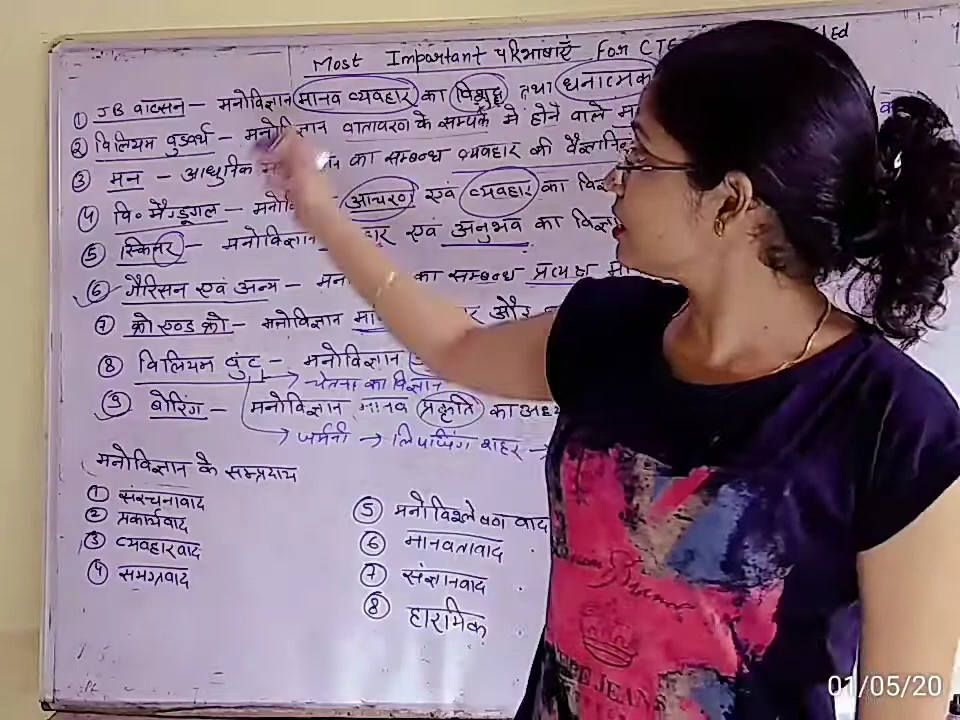 Most Important परिभाषाएँ For CTE
① JB वाटसन – मनोविज्ञान मानव व्यवहार का विशुद्ध तथा धनात्मक
② विलियम वुडवर्थ – मनोविज्ञान वातावरण के सम्पर्क मे होने वाले
③ मन – आधुनिक का सम्बन्ध व्यवहार की
④ वि॰ मैग्डूगल – आचरण एवं व्यवहार का
⑤ स्किनर – मनोविज्ञान एवं अनुभव का
⑥ गैरिसन एवं अन्य – का सम्बन्ध प्रत्यक्ष
⑦ क्रो एण्ड क्रो – मनोविज्ञान और
⑧ विलियम वुंट – मनोविज्ञान
→ चेतना का विज्ञान
⑨ बोरिंग – मनोविज्ञान मानव प्रकृति का
→ जर्मनी → लिपजिंग शहर →
मनोविज्ञान के सम्प्रदाय
① संरचनावाद
② प्रकार्यवाद
③ व्यवहारवाद
④ समग्रवाद
⑤ मनोविश्लेषणवाद
⑥ मानवतावाद
⑦ संज्ञानवाद
⑧ हारमिक
JEANS
01/05/20